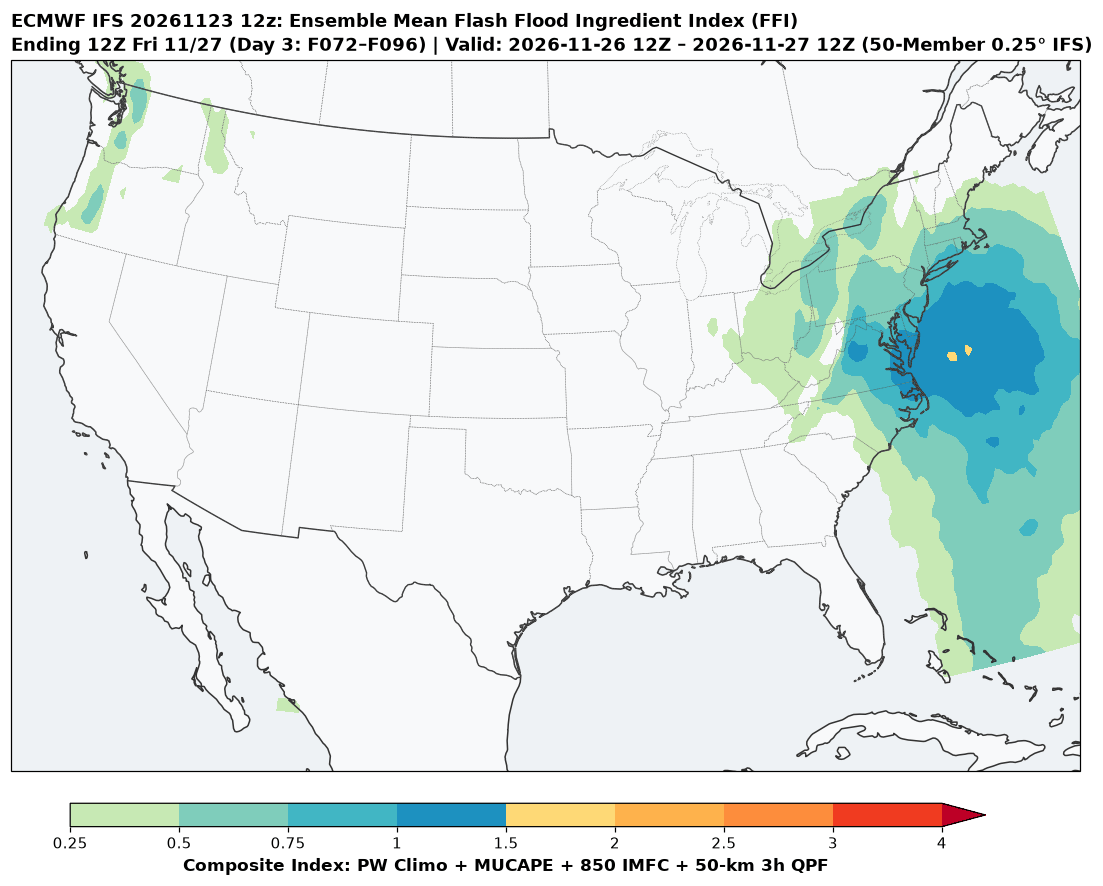 ECMWF IFS 20261123 12z: Ensemble Mean Flash Flood Ingredient Index (FFI)
Ending 12Z Fri 11/27 (Day 3: F072–F096) | Valid: 2026-11-26 12Z – 2026-11-27 12Z (50-Member 0.25° IFS)
0.25 0.5 0.75 1 1.5 2 2.5 3 4
Composite Index: PW Climo + MUCAPE + 850 IMFC + 50-km 3h QPF